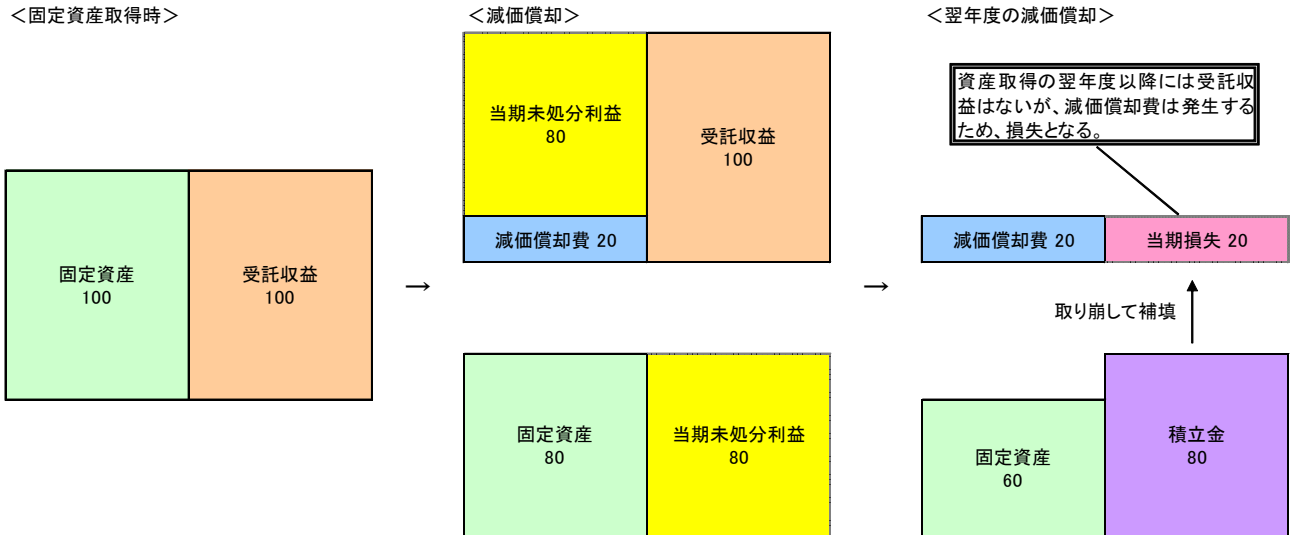 ＜固定資産取得時＞
固定資産
100
受託収益
100
→
＜減価償却＞
当期未処分利益
80
減価償却費 20
受託収益
100
固定資産
80
当期未処分利益
80
→
＜翌年度の減価償却＞
資産取得の翌年度以降には受託収
益はないが、減価償却費は発生する
ため、損失となる。
減価償却費 20
当期損失 20
取り崩して補填
固定資産
60
積立金
80